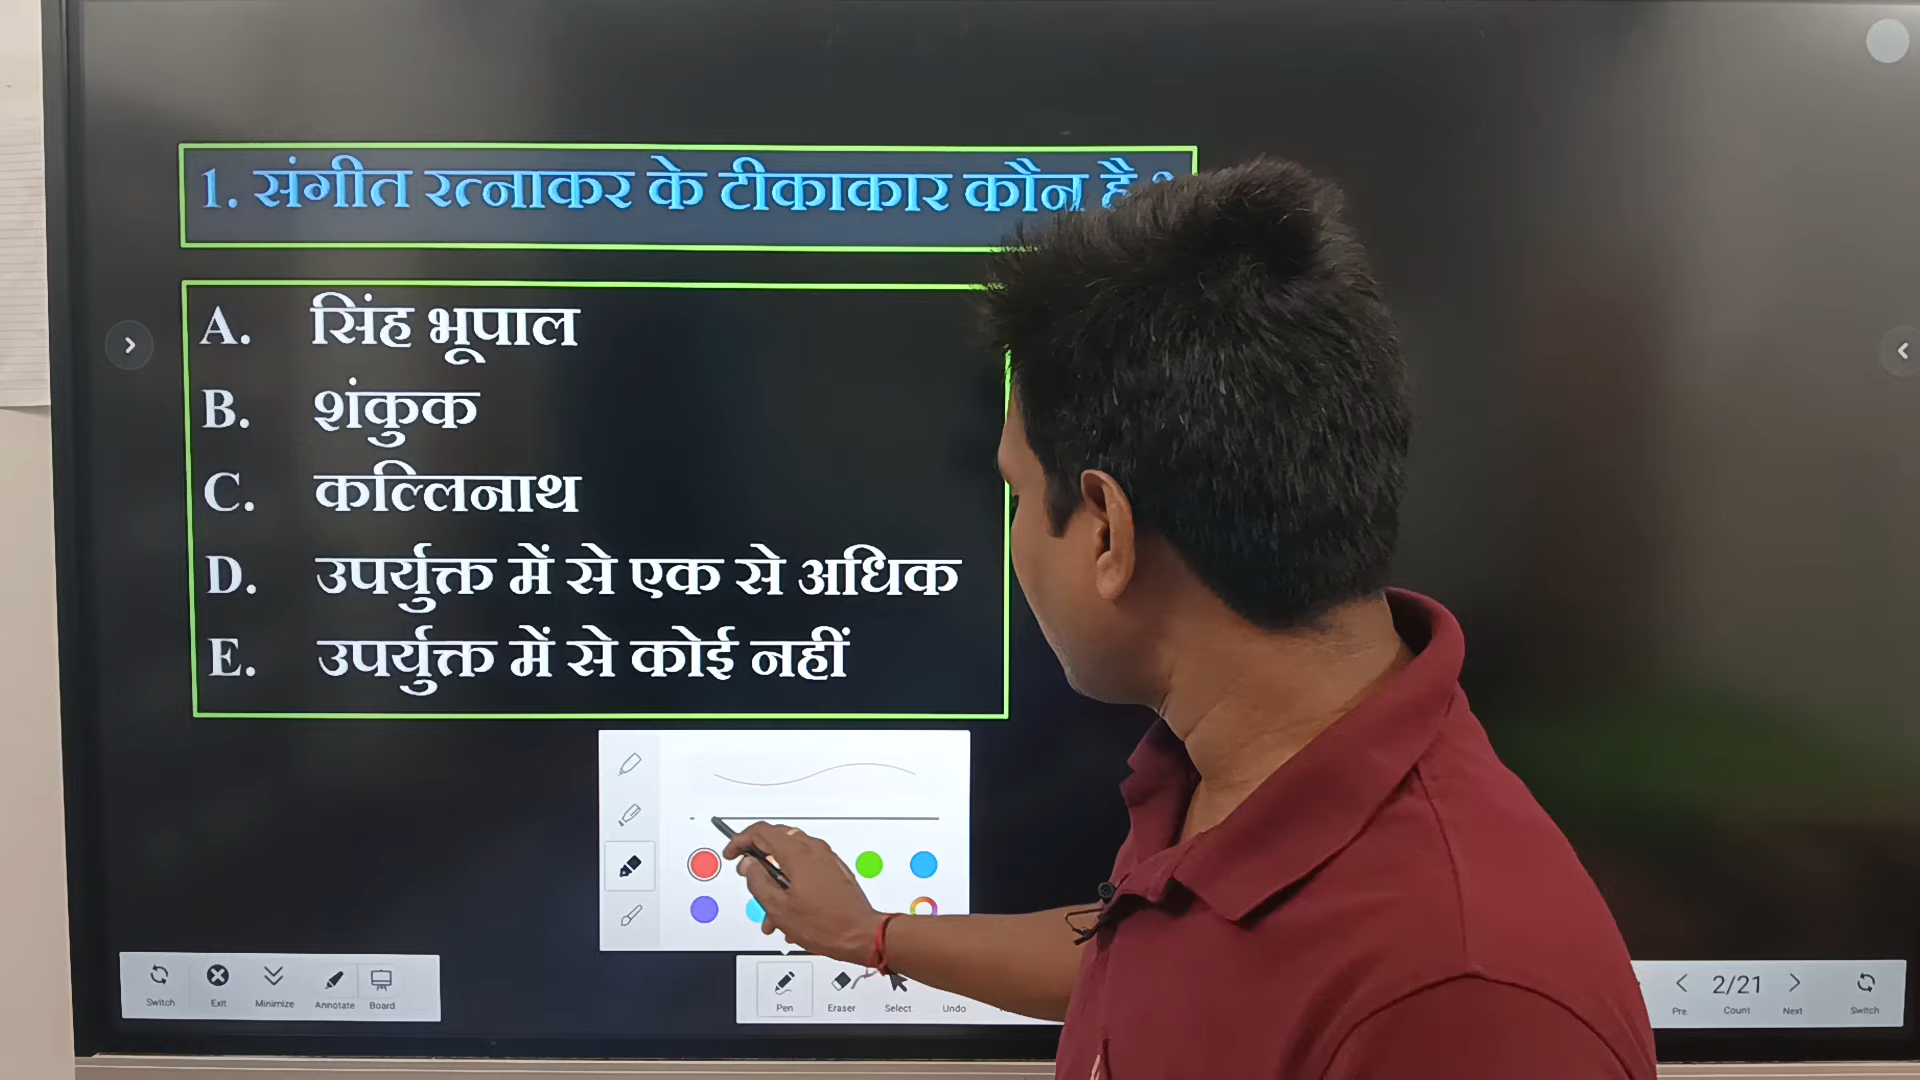 1. संगीत रत्नाकर के टीकाकार कौन है
A. सिंह भूपाल
B. शंकुक
C. कल्लिनाथ
D. उपर्युक्त में से एक से अधिक
E. उपर्युक्त में से कोई नहीं
Switch Exit Minimize Annotate Board
Pen Eraser Select Undo
2/21
Pre. Count Next Switch